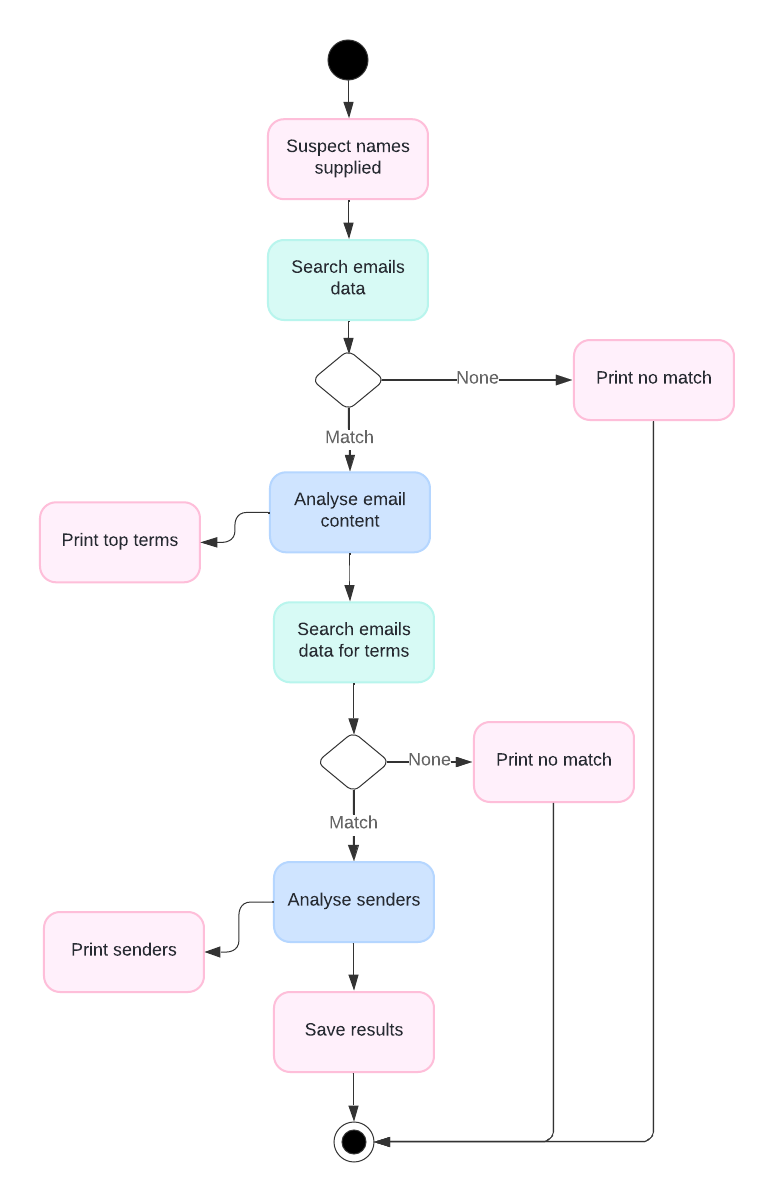 Suspect names
supplied
Search emails
data
None
Print no match
Match
Analyse email
content
Print top terms
Search emails
data for terms
None
Print no match
Match
Analyse senders
Print senders
Save results